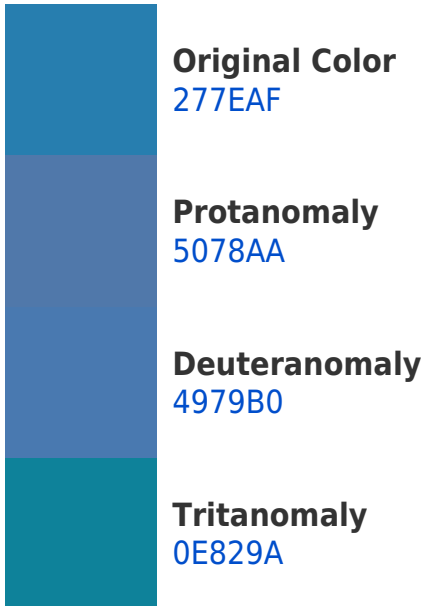 Original Color
277EAF
Protanomaly
5078AA
Deuteranomaly
4979B0
Tritanomaly
0E829A